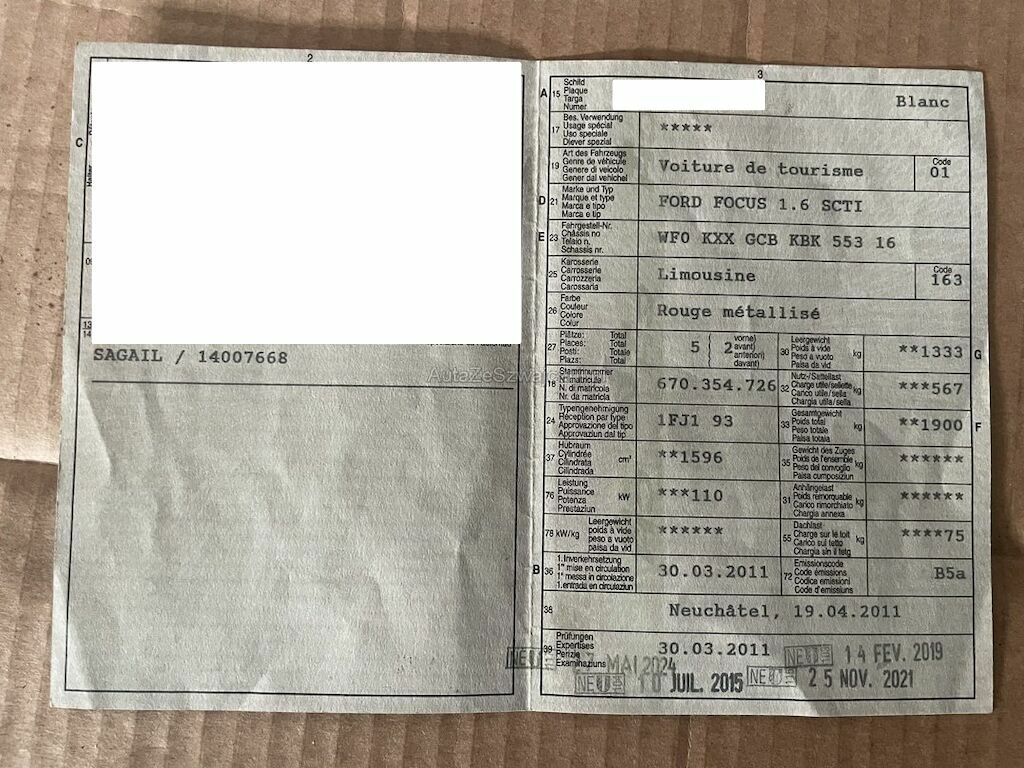 2
C
SAGAIL / 14007668
3
A 15 Schild
Plaque
Targa
Numer
Blanc
17 Bes. Verwendung
Usage spécial
Uso speciale
Diever spezial
*****
19 Art des Fahrzeugs
Genre de véhicule
Genere di veicolo
Gener dal vehichel
Voiture de tourisme
Code
01
D 21 Marke und Typ
Marque et type
Marca e tipo
Marca e tip
FORD FOCUS 1.6 SCTI
E 23 Fahrgestell-Nr.
Châssis no
Telaio n.
Schassis nr.
WF0 KXX GCB KBK 553 16
25 Karosserie
Carrosserie
Carrozzeria
Carossaria
Limousine
Code
163
26 Farbe
Couleur
Colore
Colur
Rouge métallisé
27 Plätze: Total
Places: Total
Posti: Totale
Plazs: Total
5
2
vorne)
avant)
anteriori)
davant)
30 Leergewicht
Poids à vide
Peso a vuoto
Paisa da vid
kg
**1333
G
18 Stammnummer
N. matricule
N. di matricola
Nr. da matricla
670.354.726
32 Nutz-/Sattellast
Charge utile/sellette
Carico utile/sella
Chargia utila/sella
kg
***567
24 Typengenehmigung
Réception par type
Approvazione del tipo
Approvaziun dal tip
1FJ1 93
33 Gesamtgewicht
Poids total
Peso totale
Paisa totala
kg
**1900
F
37 Hubraum
Cylindrée
Cilindrata
Cilindrada
cm³
**1596
35 Gewicht des Zuges
Poids de l'ensemble
Peso del convoglio
Paisa cumposiziun
kg
******
76 Leistung
Puissance
Potenza
Prestaziun
kW
***110
31 Anhängelast
Poids remorquable
Carico rimorchiato
Chargia annexa
kg
******
78 kW/kg Leergewicht
poids à vide
peso a vuoto
paisa da vid
******
55 Dachlast
Charge sur le toit
Carico sul tetto
Chargia sin il tetg
kg
****75
B 36 1. Inverkehrsetzung
1re mise en circulation
1a messa in circolazione
1. entrada en circulaziun
30.03.2011
72 Emissionscode
Code émissions
Codice emissioni
Code d'emissiuns
B5a
38
Neuchâtel, 19.04.2011
39 Prüfungen
Expertises
Perizie
Examinaziuns
30.03.2011
NEU
14 FEV. 2019
NEU
MAI 2024
NEU
10 JUIL. 2015
NEU
25 NOV. 2021